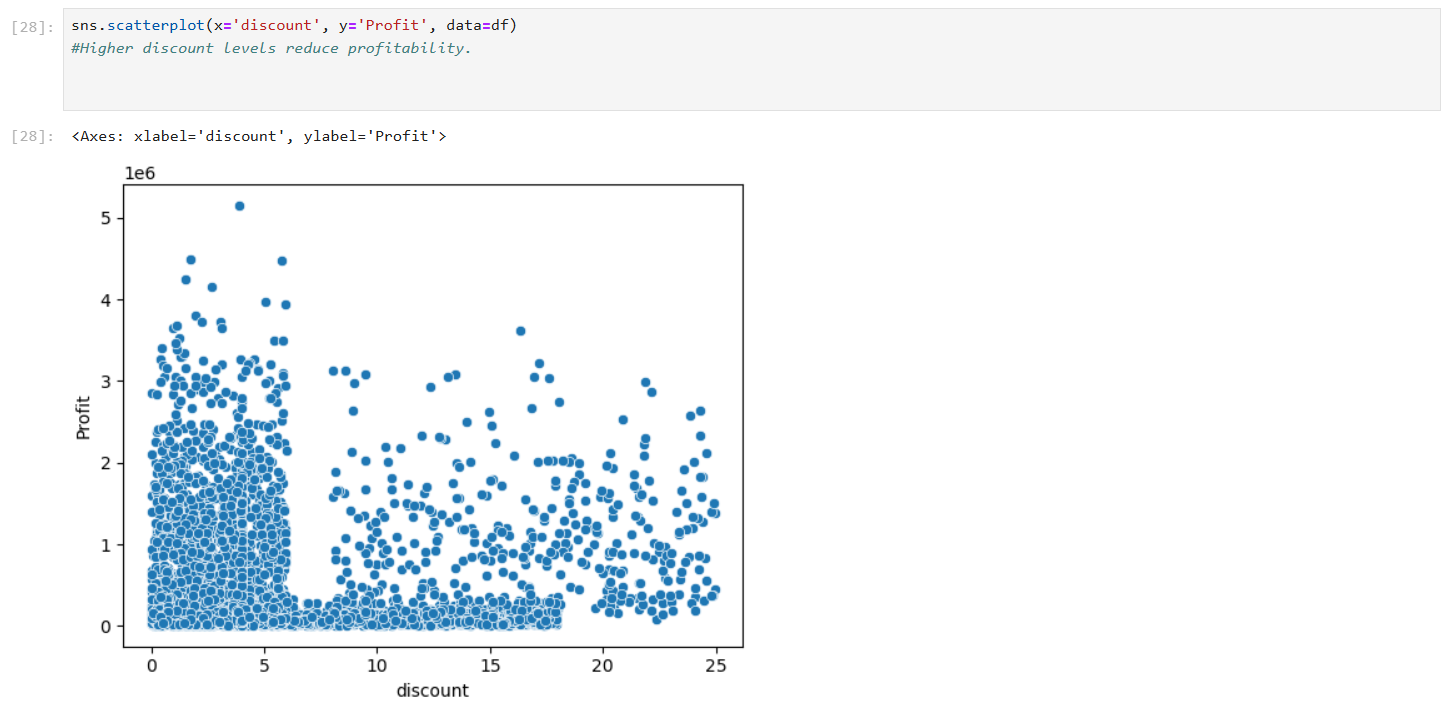 [28]: sns.scatterplot(x='discount', y='Profit', data=df)
#Higher discount levels reduce profitability.
[28]: <Axes: xlabel='discount', ylabel='Profit'>
1e6
5
4
3
2
1
0
Profit
0 5 10 15 20 25
discount